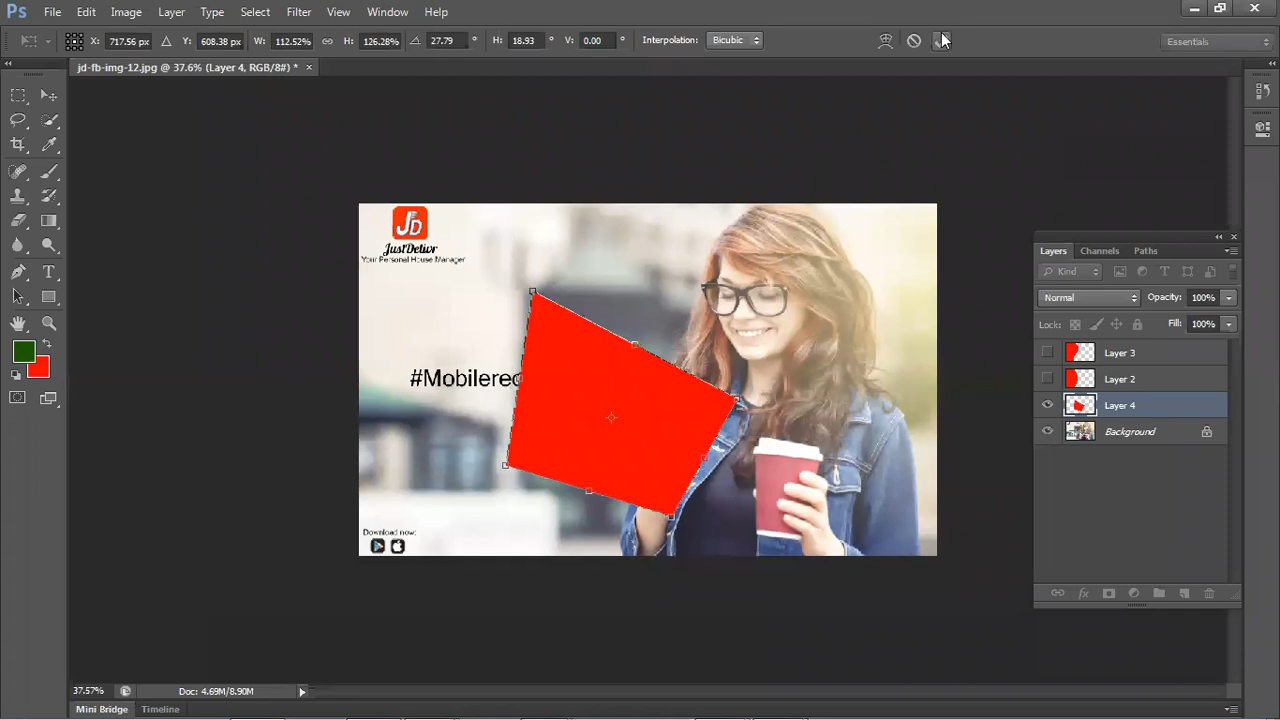 Ps File Edit Image Layer Type Select Filter View Window Help
X: 717.56 px Y: 608.38 px W: 112.52% H: 126.28% 27.79 ° H: 18.93 ° V: 0.00 ° Interpolation: Bicubic Essentials
jd-fb-img-12.jpg @ 37.6% (Layer 4, RGB/8#) * ×
JD
JustDelivr
Your Personal House Manager
#Mobilerec
Download now:
Layers Channels Paths
Kind
Normal Opacity: 100%
Lock: Fill: 100%
Layer 3
Layer 2
Layer 4
Background
37.57% Doc: 4.69M/8.90M
Mini Bridge Timeline